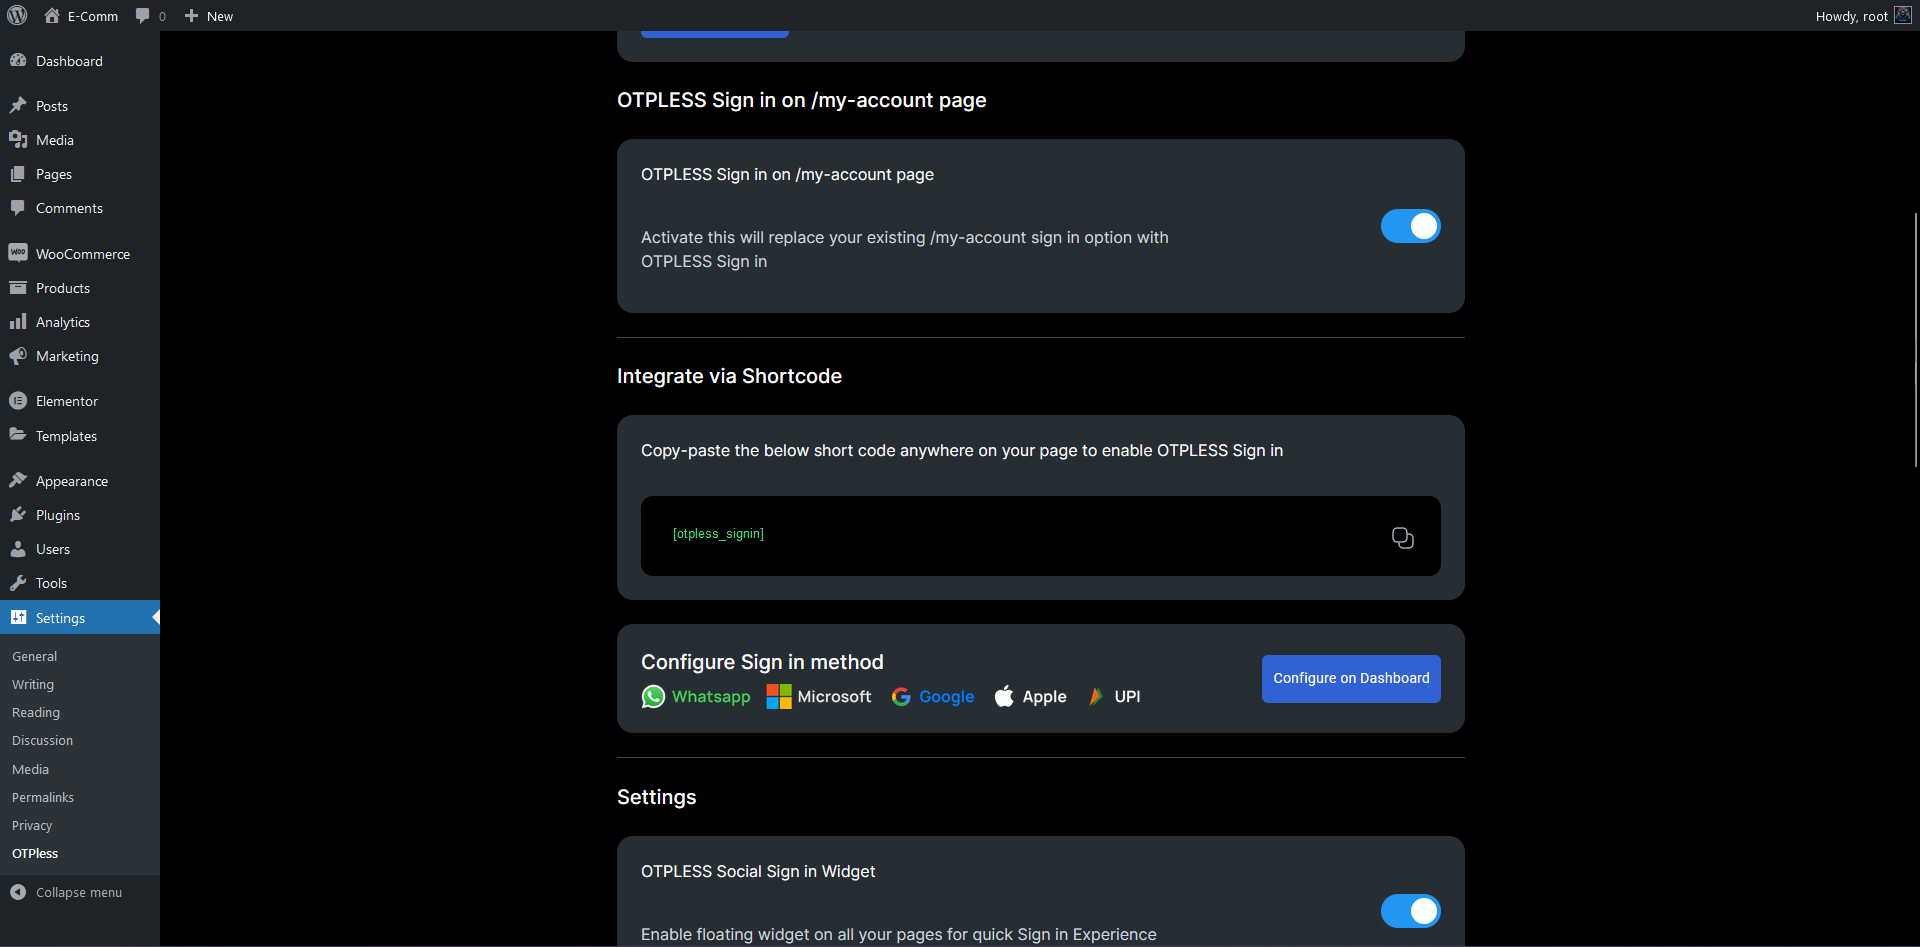 E-Comm
0
New
Howdy, root
Dashboard
Posts
Media
Pages
Comments
WOO
WooCommerce
Products
Analytics
Marketing
Elementor
Templates
Appearance
Plugins
Users
Tools
Settings
General
Writing
Reading
Discussion
Media
Permalinks
Privacy
OTPless
Collapse menu
OTPLESS Sign in on /my-account page
OTPLESS Sign in on /my-account page
Activate this will replace your existing /my-account sign in option with
OTPLESS Sign in
Integrate via Shortcode
Copy-paste the below short code anywhere on your page to enable OTPLESS Sign in
[otpless_signin]
Configure Sign in method
Whatsapp Microsoft Google Apple UPI
Configure on Dashboard
Settings
OTPLESS Social Sign in Widget
Enable floating widget on all your pages for quick Sign in Experience